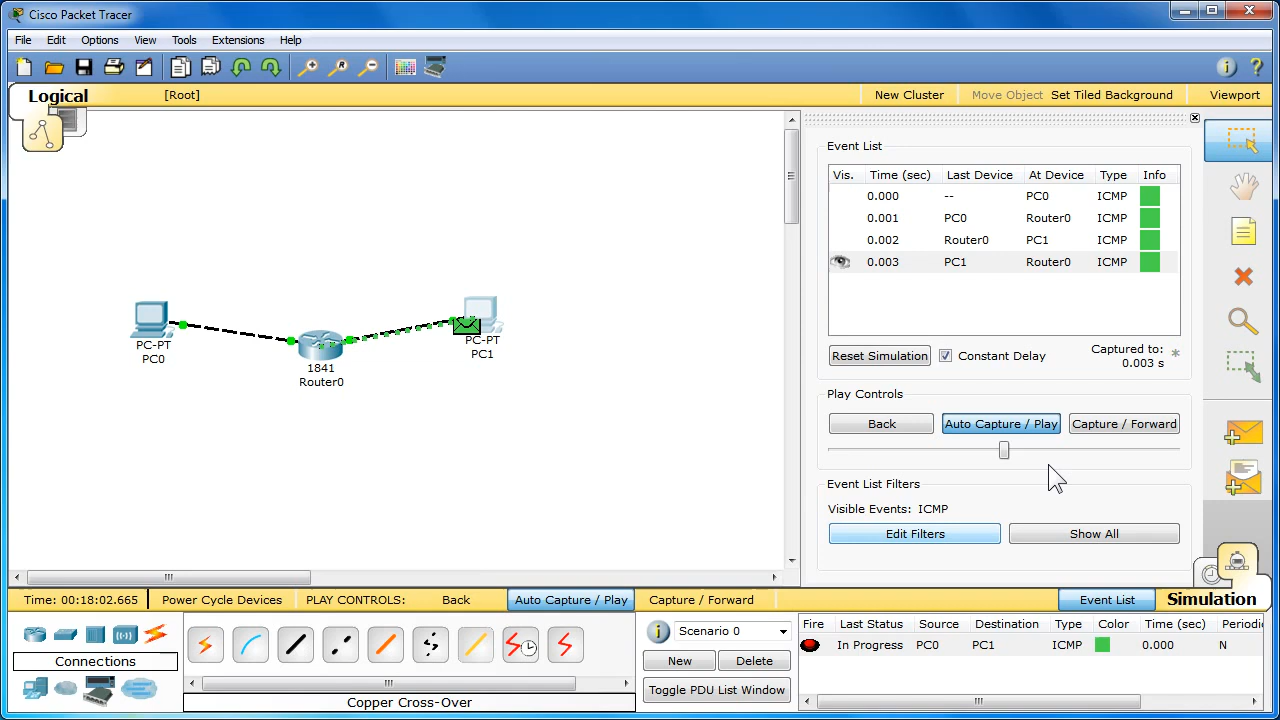 Cisco Packet Tracer
File Edit Options View Tools Extensions Help
Logical [Root] New Cluster Move Object Set Tiled Background Viewport
Event List
Vis. Time (sec) Last Device At Device Type Info
0.000 -- PC0 ICMP
0.001 PC0 Router0 ICMP
0.002 Router0 PC1 ICMP
0.003 PC1 Router0 ICMP
Reset Simulation Constant Delay Captured to: *
0.003 s
PC-PT
PC0
1841
Router0
PC-PT
PC1
Play Controls
Back Auto Capture / Play Capture / Forward
Event List Filters
Visible Events: ICMP
Edit Filters Show All
Time: 00:18:02.665 Power Cycle Devices PLAY CONTROLS: Back Auto Capture / Play Capture / Forward Event List Simulation
Connections
Copper Cross-Over
Scenario 0
New Delete
Toggle PDU List Window
Fire Last Status Source Destination Type Color Time (sec) Periodic
In Progress PC0 PC1 ICMP 0.000 N